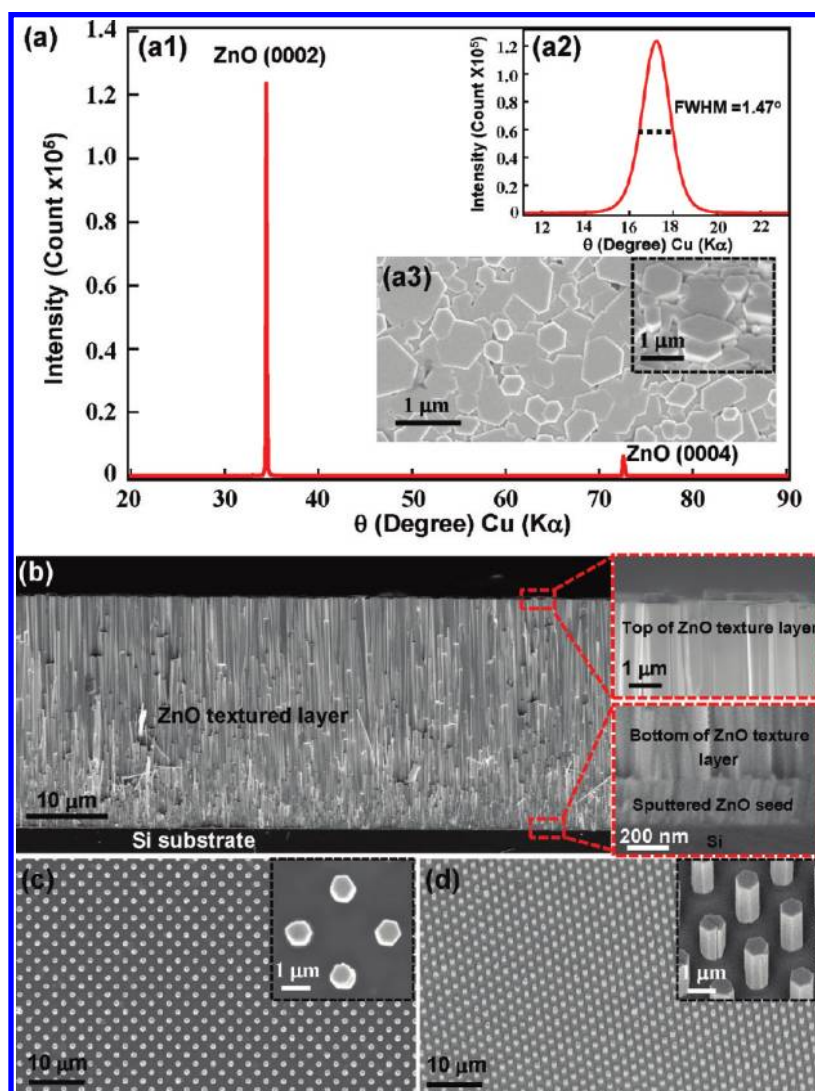 (a)
(a1)
ZnO (0002)
1.4
1.2
1.0
0.8
0.6
0.4
0.2
0
Intensity (Count x10⁵)
20
30
40
50
60
70
80
90
θ (Degree) Cu (Kα)
ZnO (0004)
(a2)
1.2
1.0
0.8
0.6
0.4
0.2
0
Intensity (Count X10⁵)
FWHM =1.47°
12
14
16
18
20
22
θ (Degree) Cu (Kα)
(a3)
1 μm
1 μm
(b)
ZnO textured layer
10 μm
Si substrate
Top of ZnO texture layer
1 μm
Bottom of ZnO texture
layer
Sputtered ZnO seed
200 nm
Si
(c)
1 μm
10 μm
(d)
1 μm
10 μm